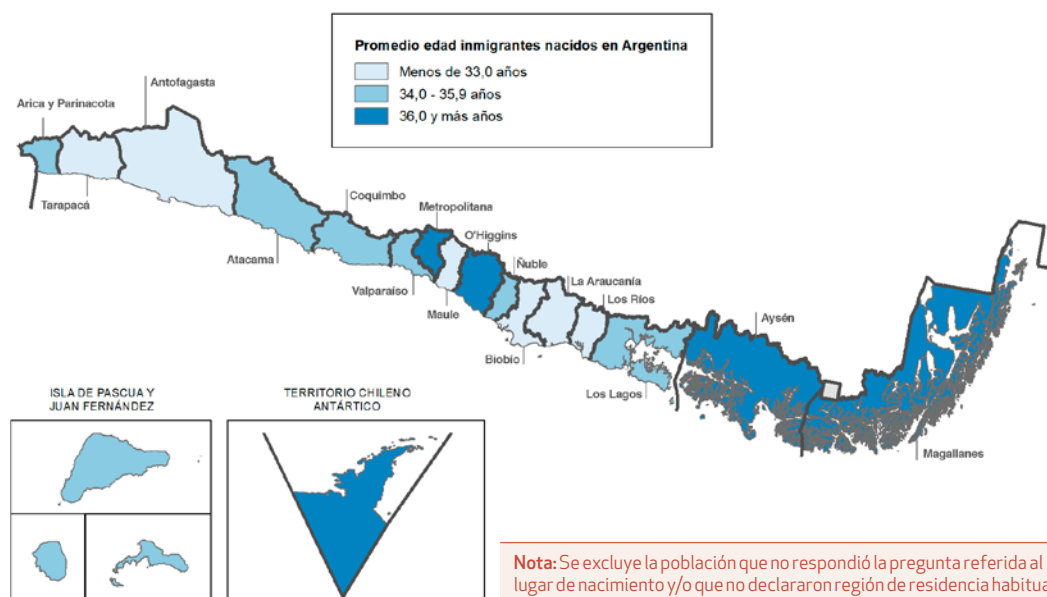 Promedio edad inmigrantes nacidos en Argentina
Menos de 33,0 años
34,0 - 35,9 años
36,0 y más años
Antofagasta
Arica y Parinacota
Tarapacá
Coquimbo
Metropolitana
O'Higgins
Atacama
Ñuble
La Araucanía
Valparaíso
Los Ríos
Maule
Aysén
Biobío
Los Lagos
Magallanes
ISLA DE PASCUA Y
JUAN FERNÁNDEZ
TERRITORIO CHILENO
ANTÁRTICO
Nota: Se excluye la población que no respondió la pregunta referida al
lugar de nacimiento y/o que no declararon región de residencia habitua